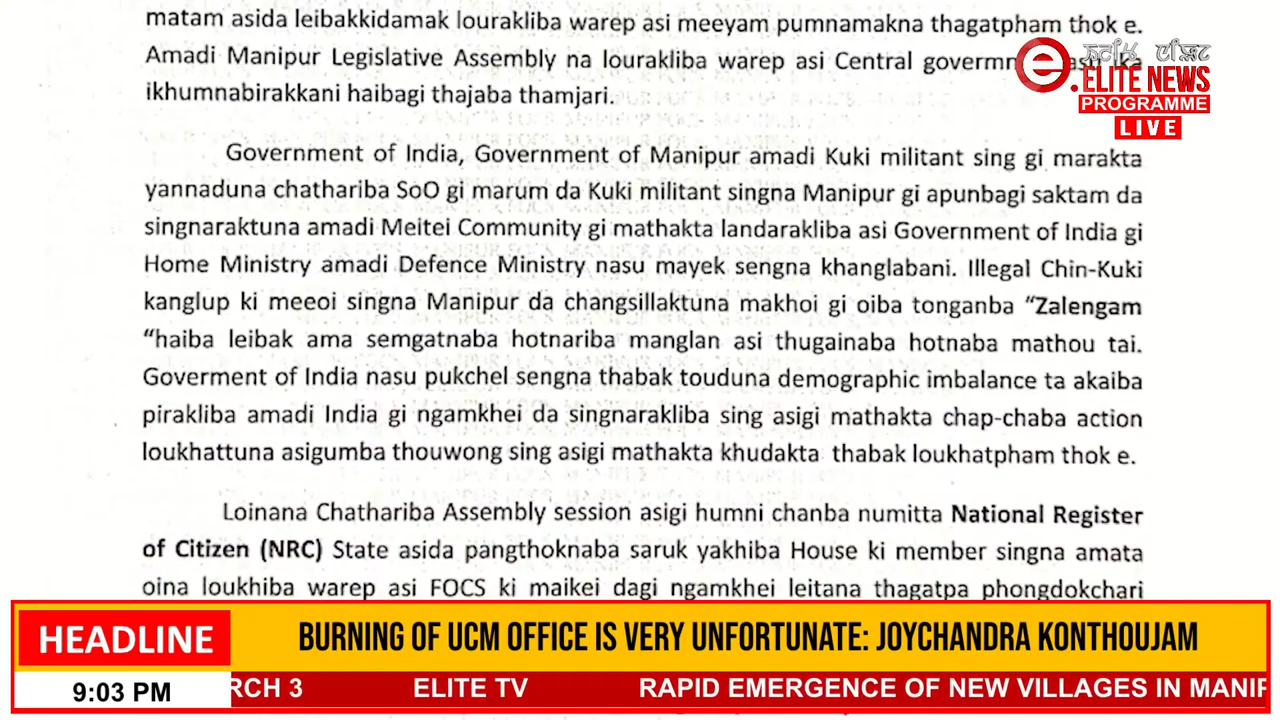 matam asida leibakkidamak lourakliba warep asi meeyam pumnamakna thagatpham thok e.
Amadi Manipur Legislative Assembly na lourakliba warep asi Central
ikhumnabirakkani haibagi thajaba thamjari.
e.ELITE NEWS
PROGRAMME
LIVE
Government of India, Government of Manipur amadi Kuki militant sing gi marakta
yannaduna chathariba SoO gi marum da Kuki militant singna Manipur gi apunbagi saktam da
singnaraktuna amadi Meitei Community gi mathakta landarakliba asi Government of India gi
Home Ministry amadi Defence Ministry nasu mayek sengna khanglabani. Illegal Chin-Kuki
kanglup ki meeoi singna Manipur da changsillaktuna makhoi gi oiba tonganba “Zalengam
“haiba leibak ama semgatnaba hotnariba manglan asi thugainaba hotnaba mathou tai.
Goverment of India nasu pukchel sengna thabak touduna demographic imbalance ta akaiba
pirakliba amadi India gi ngamkhei da singnarakliba sing asigi mathakta chap-chaba action
loukhattuna asigumba thouwong sing asigi mathakta khudakta thabak loukhatpham thok e.
Loinana Chathariba Assembly session asigi humni chanba numitta National Register
of Citizen (NRC) State asida pangthoknaba saruk yakhiba House ki member singna amata
oina loukhiba warep asi FOCS ki maikei dagi ngamkhei leitana thagatpa phongdokchari
HEADLINE
BURNING OF UCM OFFICE IS VERY UNFORTUNATE: JOYCHANDRA KONTHOUJAM
9:03 PM
RCH 3 ELITE TV RAPID EMERGENCE OF NEW VILLAGES IN MANIP